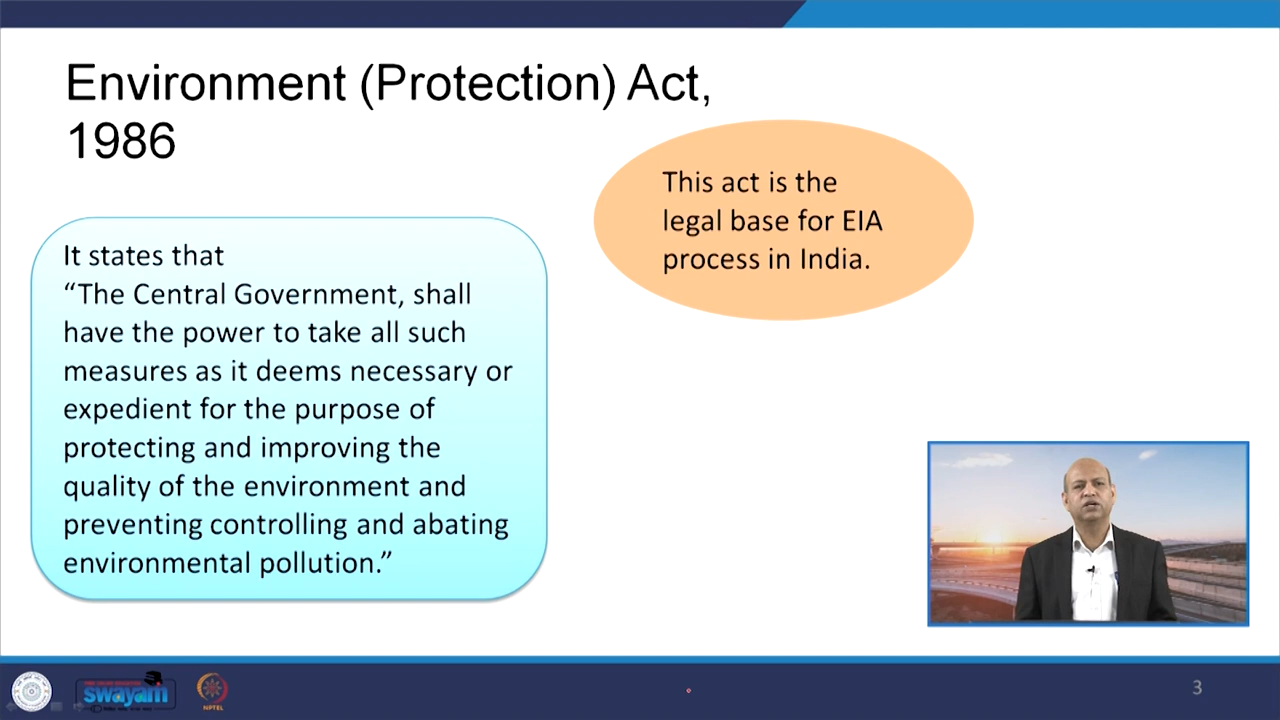 Environment (Protection) Act,
1986
This act is the
legal base for EIA
process in India.
It states that
“The Central Government, shall
have the power to take all such
measures as it deems necessary or
expedient for the purpose of
protecting and improving the
quality of the environment and
preventing controlling and abating
environmental pollution.”
swayam
NPTEL
3